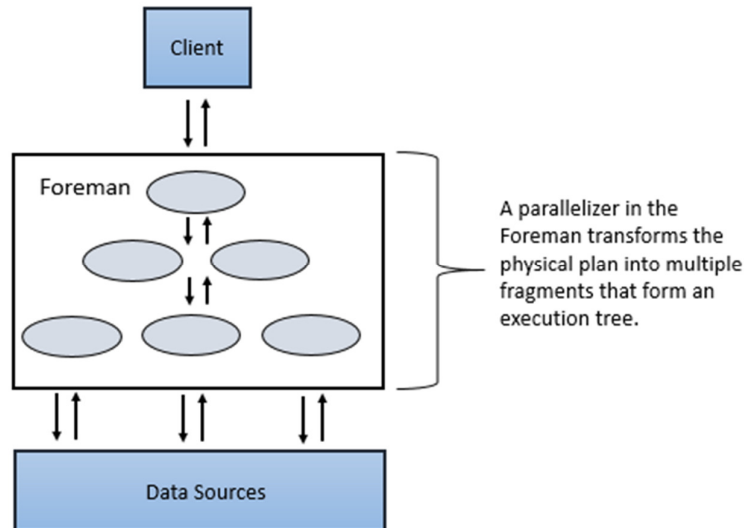 Client
Foreman
A parallelizer in the
Foreman transforms the
physical plan into multiple
fragments that form an
execution tree.
Data Sources